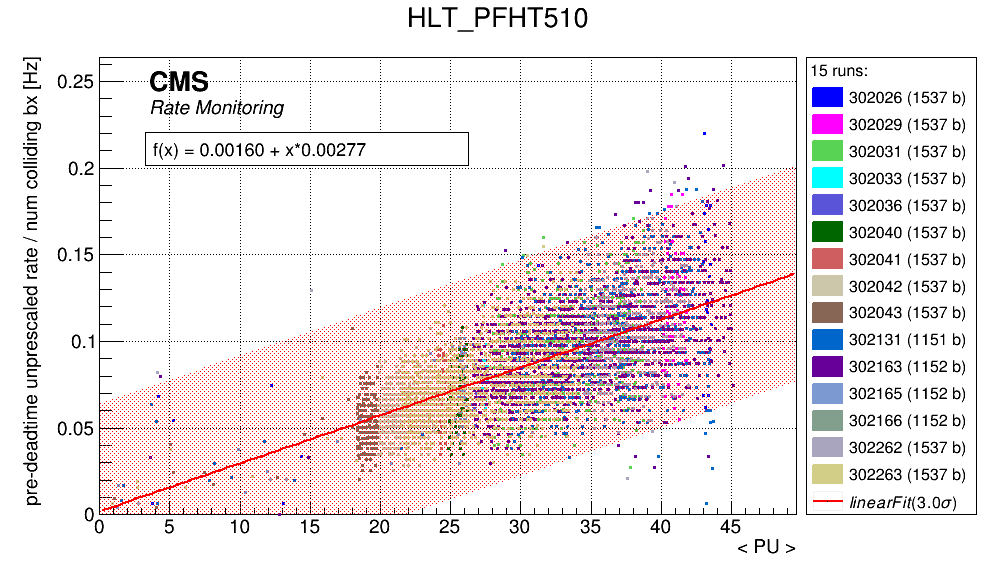 HLT_PFHT510
pre-deadtime unprescaled rate / num colliding bx [Hz]
0.25
0.2
0.15
0.1
0.05
0
CMS
Rate Monitoring
f(x) = 0.00160 + x*0.00277
0 5 10 15 20 25 30 35 40 45
< PU >
15 runs:
302026 (1537 b)
302029 (1537 b)
302031 (1537 b)
302033 (1537 b)
302036 (1537 b)
302040 (1537 b)
302041 (1537 b)
302042 (1537 b)
302043 (1537 b)
302131 (1151 b)
302163 (1152 b)
302165 (1152 b)
302166 (1152 b)
302262 (1537 b)
302263 (1537 b)
linearFit(3.0σ)